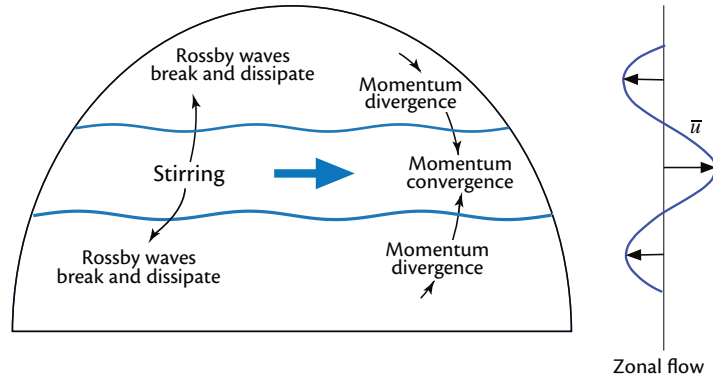 Rossby waves
break and dissipate
Momentum
divergence
Stirring
Momentum
convergence
Rossby waves
break and dissipate
Momentum
divergence
u̅
Zonal flow